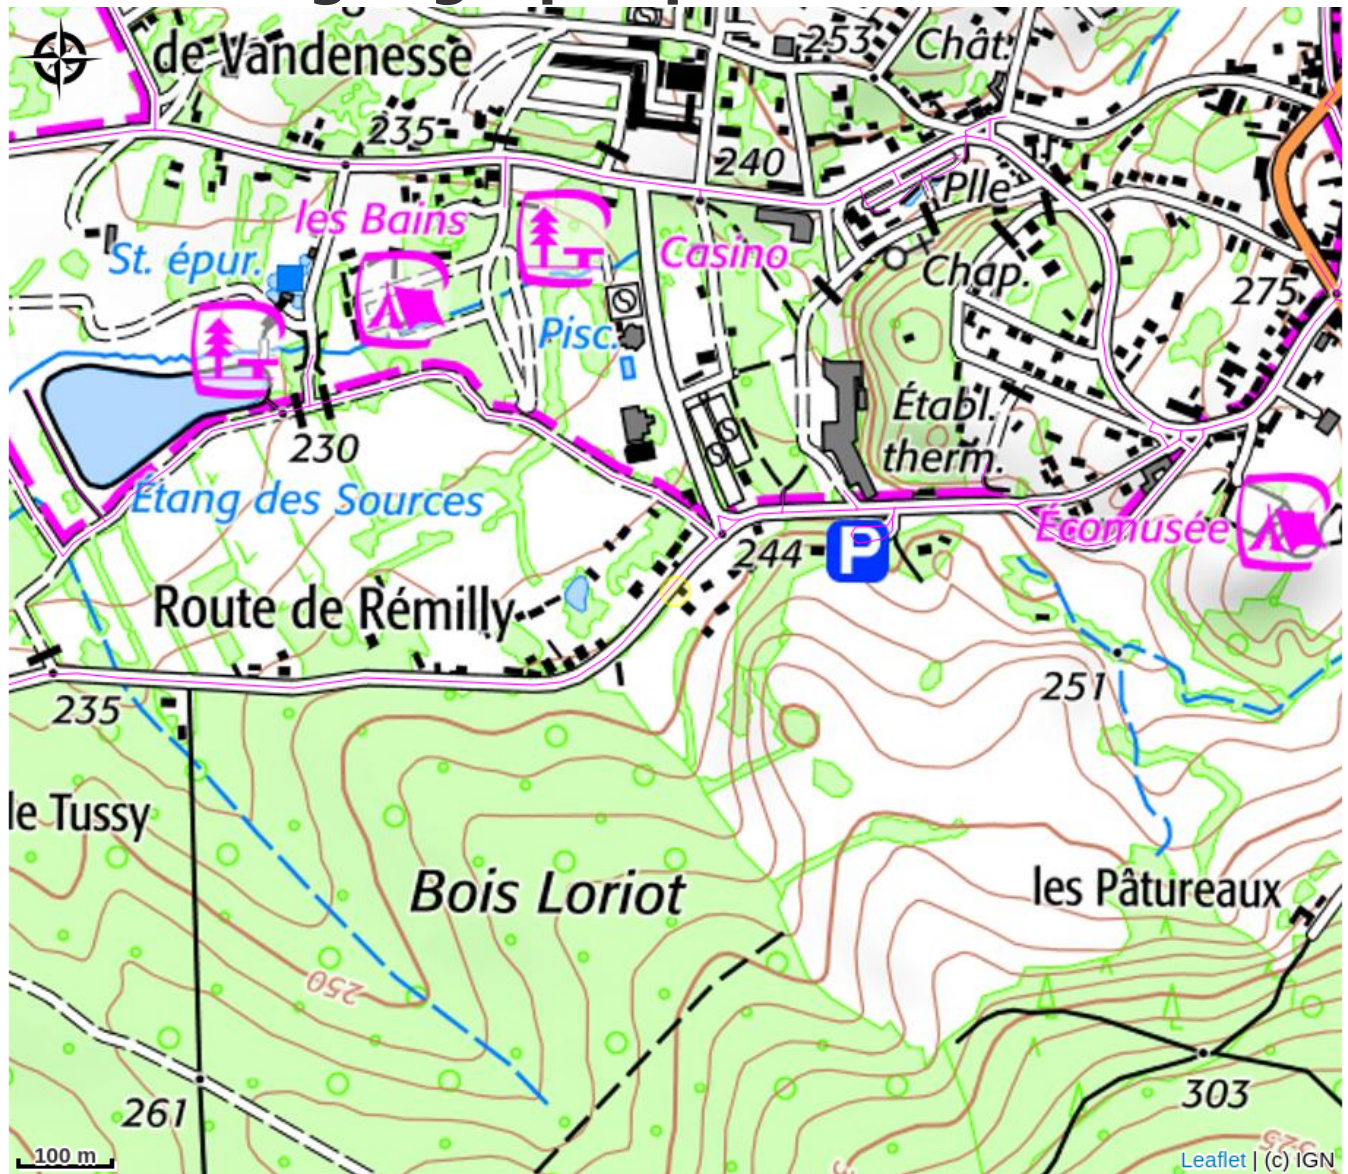 253
Chât.
de Vandenesse
235
240
Plle
les Bains
St. épur.
Casino
Chap.
275
Pisc.
Établ.
therm.
230
Étang des Sources
Écomusée
244
P
Route de Rémilly
251
235
le Tussy
les Pâtureaux
Bois Loriot
250
303
261
525
100 m
Leaflet | (c) IGN